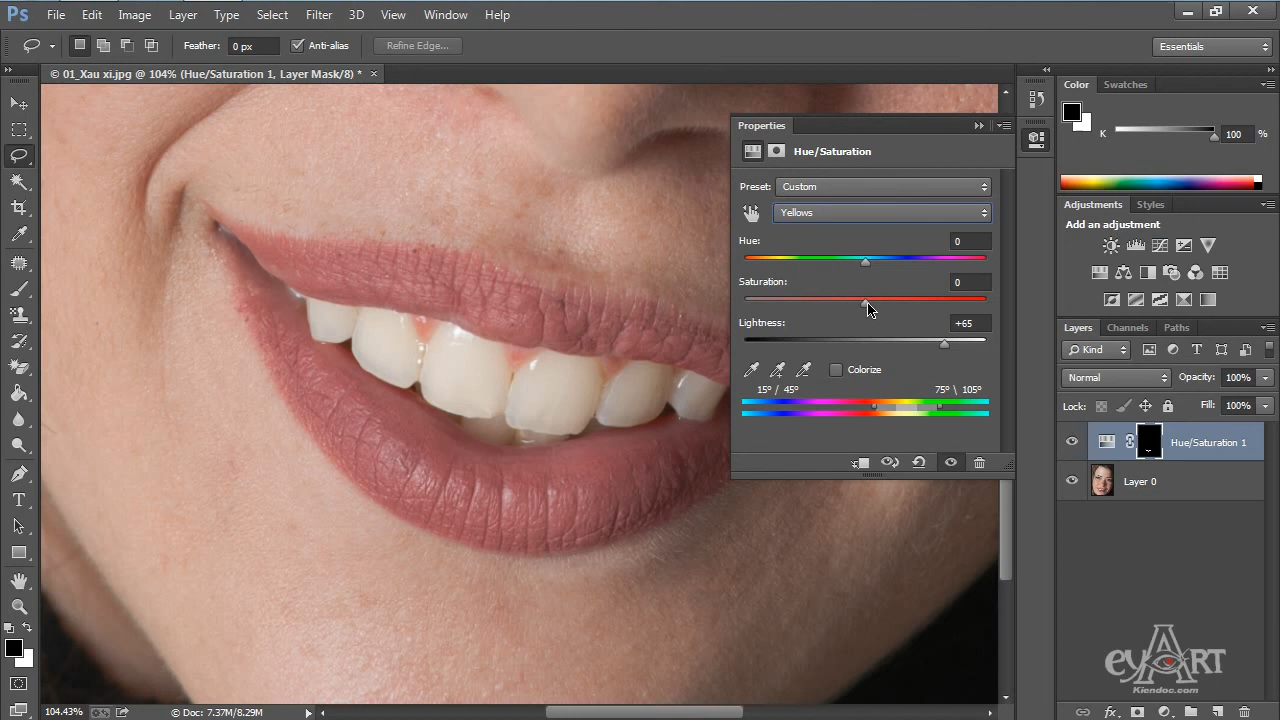 Ps File Edit Image Layer Type Select Filter 3D View Window Help
Feather: 0 px Anti-alias Refine Edge... Essentials
© 01_Xau xi.jpg @ 104% (Hue/Saturation 1, Layer Mask/8) * ×
Properties
Hue/Saturation
Preset: Custom
Yellows
Hue: 0
Saturation: 0
Lightness: +65
Colorize
15° / 45° 75° \ 105°
Color Swatches
K 100 %
Adjustments Styles
Add an adjustment
Layers Channels Paths
Kind
Normal Opacity: 100%
Lock: Fill: 100%
Hue/Saturation 1
Layer 0
eyART
Kiendoc.com
fx
104.43% © Doc: 7.37M/8.29M